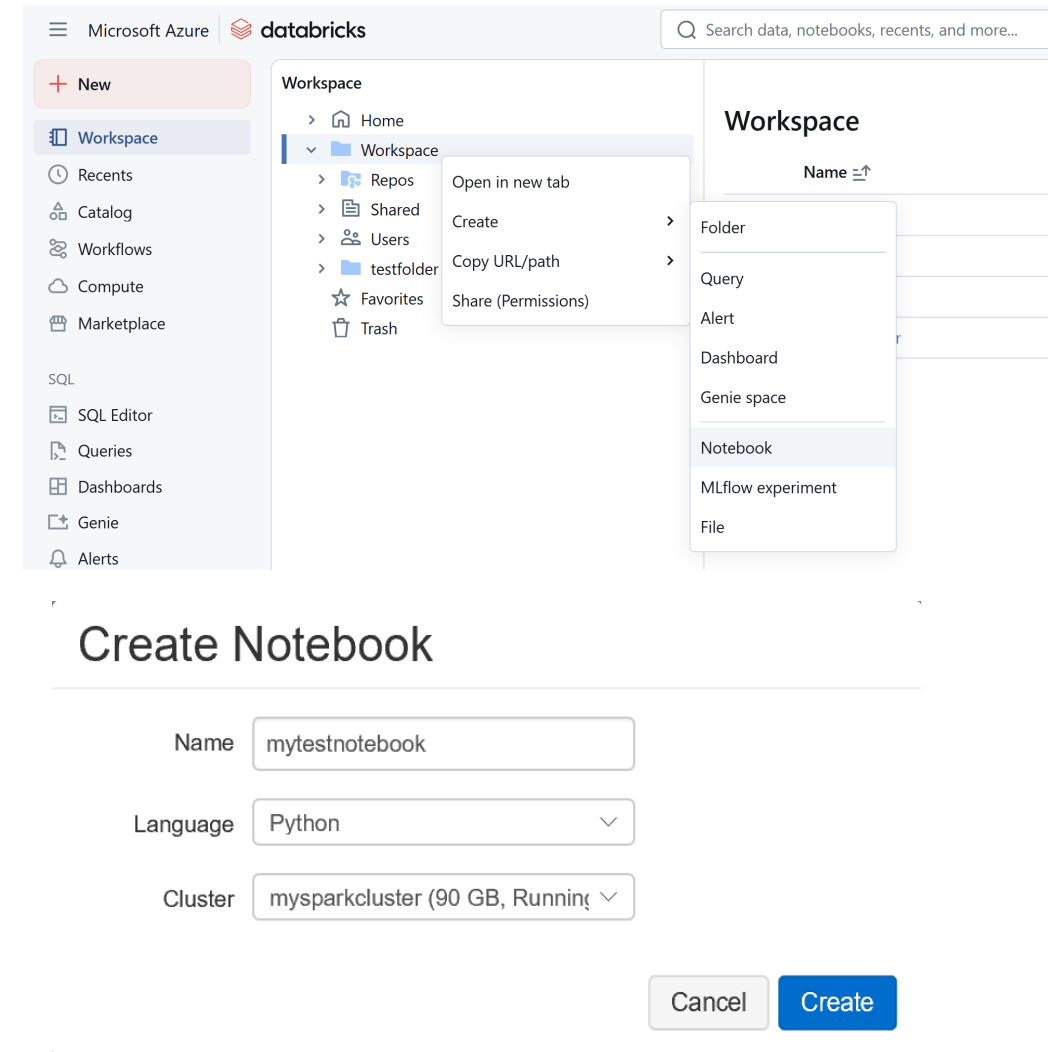 Microsoft Azure databricks
Search data, notebooks, recents, and more...
New
Workspace
Recents
Catalog
Workflows
Compute
Marketplace
SQL
SQL Editor
Queries
Dashboards
Genie
Alerts
Workspace
Home
Workspace
Repos
Shared
Users
testfolder
Favorites
Trash
Open in new tab
Create
Copy URL/path
Share (Permissions)
Folder
Query
Alert
Dashboard
Genie space
Notebook
MLflow experiment
File
Workspace
Name
r
Create Notebook
Name mytestnotebook
Language Python
Cluster mysparkcluster (90 GB, Running
Cancel Create